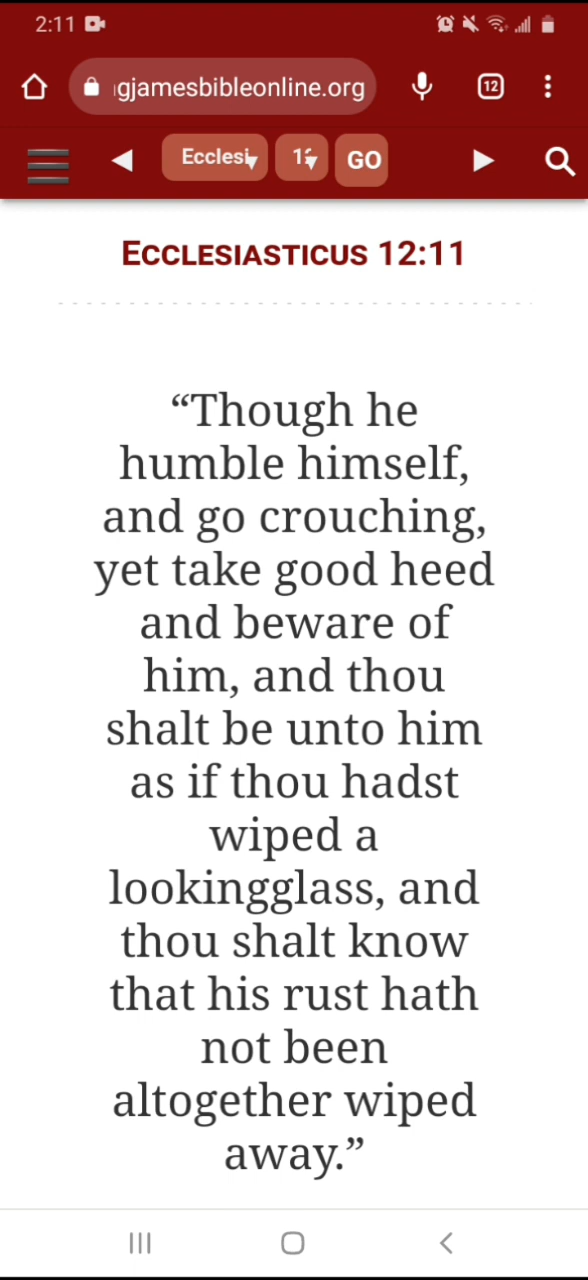 2:11
gjamesbibleonline.org
12
Ecclesi
GO
ECCLESIASTICUS 12:11
“Though he
humble himself,
and go crouching,
yet take good heed
and beware of
him, and thou
shalt be unto him
as if thou hadst
wiped a
lookingglass, and
thou shalt know
that his rust hath
not been
altogether wiped
away.”